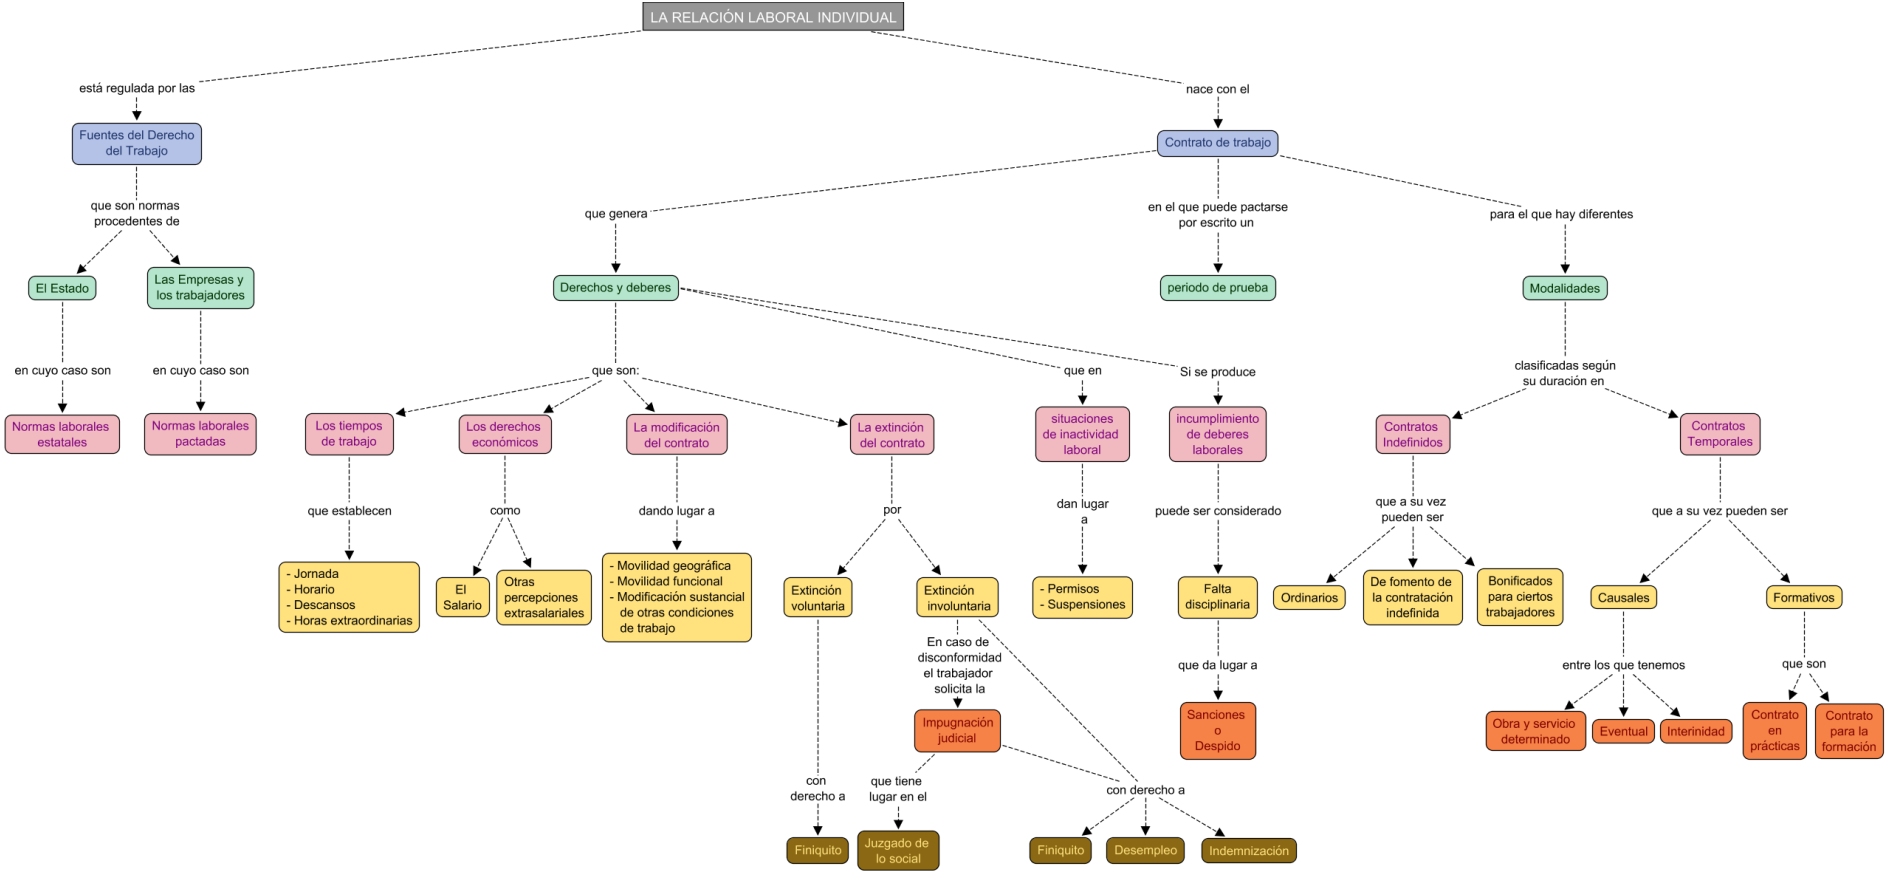 LA RELACIÓN LABORAL INDIVIDUAL
está regulada por las
nace con el
Fuentes del Derecho
del Trabajo
Contrato de trabajo
que son normas
procedentes de
que genera
en el que puede pactarse
por escrito un
para el que hay diferentes
El Estado
Las Empresas y
los trabajadores
Derechos y deberes
periodo de prueba
Modalidades
en cuyo caso son
en cuyo caso son
que son:
que en
Si se produce
clasificadas según
su duración en
Normas laborales
estatales
Normas laborales
pactadas
Los tiempos
de trabajo
Los derechos
económicos
La modificación
del contrato
La extinción
del contrato
situaciones
de inactividad
laboral
incumplimiento
de deberes
laborales
Contratos
Indefinidos
Contratos
Temporales
que establecen
como
dando lugar a
por
dan lugar
a
puede ser considerado
que a su vez
pueden ser
que a su vez pueden ser
- Jornada
- Horario
- Descansos
- Horas extraordinarias
El
Salario
Otras
percepciones
extrasalariales
- Movilidad geográfica
- Movilidad funcional
- Modificación sustancial
de otras condiciones
de trabajo
Extinción
voluntaria
Extinción
involuntaria
- Permisos
- Suspensiones
Falta
disciplinaria
Ordinarios
De fomento de
la contratación
indefinida
Bonificados
para ciertos
trabajadores
Causales
Formativos
En caso de
disconformidad
el trabajador
solicita la
que da lugar a
entre los que tenemos
que son
Impugnación
judicial
Sanciones
o
Despido
Obra y servicio
determinado
Eventual
Interinidad
Contrato
en
prácticas
Contrato
para la
formación
con
derecho a
que tiene
lugar en el
con derecho a
Finiquito
Juzgado de
lo social
Finiquito
Desempleo
Indemnización